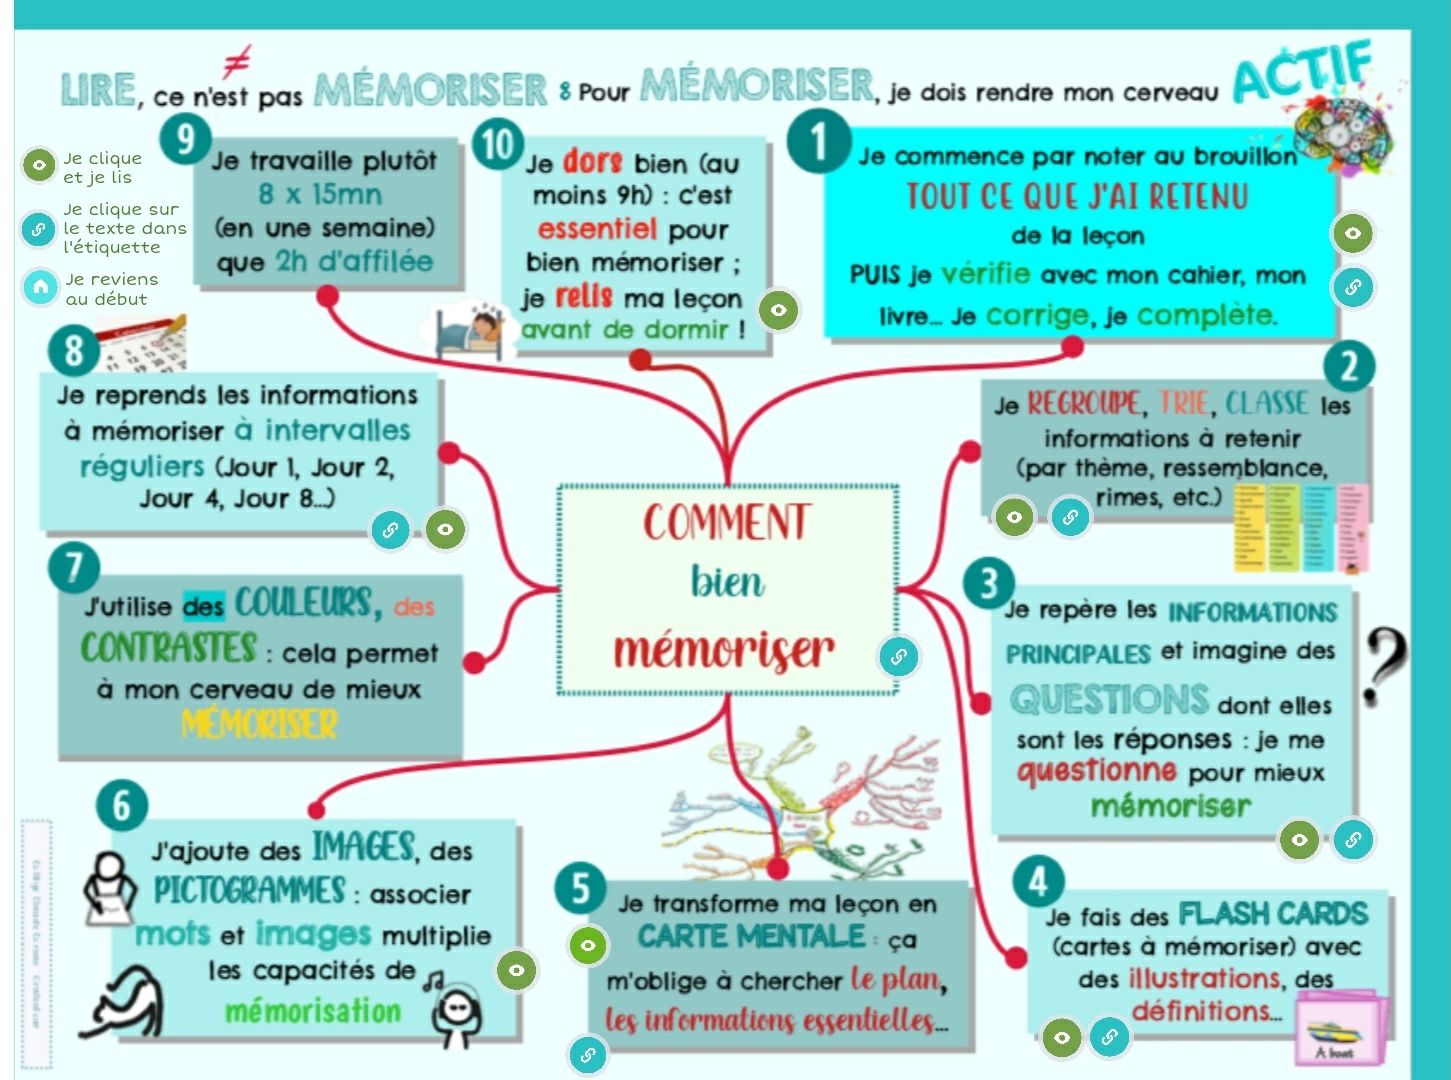 ≠
LIRE, ce n'est pas MÉMORISER : Pour MÉMORISER, je dois rendre mon cerveau ACTIF
Je clique
et je lis
Je clique sur
le texte dans
l'étiquette
Je reviens
au début
9
Je travaille plutôt
8 x 15mn
(en une semaine)
que 2h d'affilée
10
Je dors bien (au
moins 9h) : c'est
essentiel pour
bien mémoriser ;
je relis ma leçon
avant de dormir !
1
Je commence par noter au brouillon
TOUT CE QUE J'AI RETENU
de la leçon
PUIS je vérifie avec mon cahier, mon
livre... Je corrige, je complète.
8
Je reprends les informations
à mémoriser à intervalles
réguliers (Jour 1, Jour 2,
Jour 4, Jour 8...)
2
Je REGROUPE, TRIE, CLASSE les
informations à retenir
(par thème, ressemblance,
rimes, etc.)
COMMENT
bien
mémoriser
7
J'utilise des COULEURS, des
CONTRASTES : cela permet
à mon cerveau de mieux
MÉMORISER
3
Je repère les INFORMATIONS
PRINCIPALES et imagine des
QUESTIONS dont elles
sont les réponses : je me
questionne pour mieux
mémoriser
?
6
J'ajoute des IMAGES, des
PICTOGRAMMES : associer
mots et images multiplie
les capacités de
mémorisation
5
Je transforme ma leçon en
CARTE MENTALE : ça
m'oblige à chercher le plan,
les informations essentielles...
4
Je fais des FLASH CARDS
(cartes à mémoriser) avec
des illustrations, des
définitions...
A boat